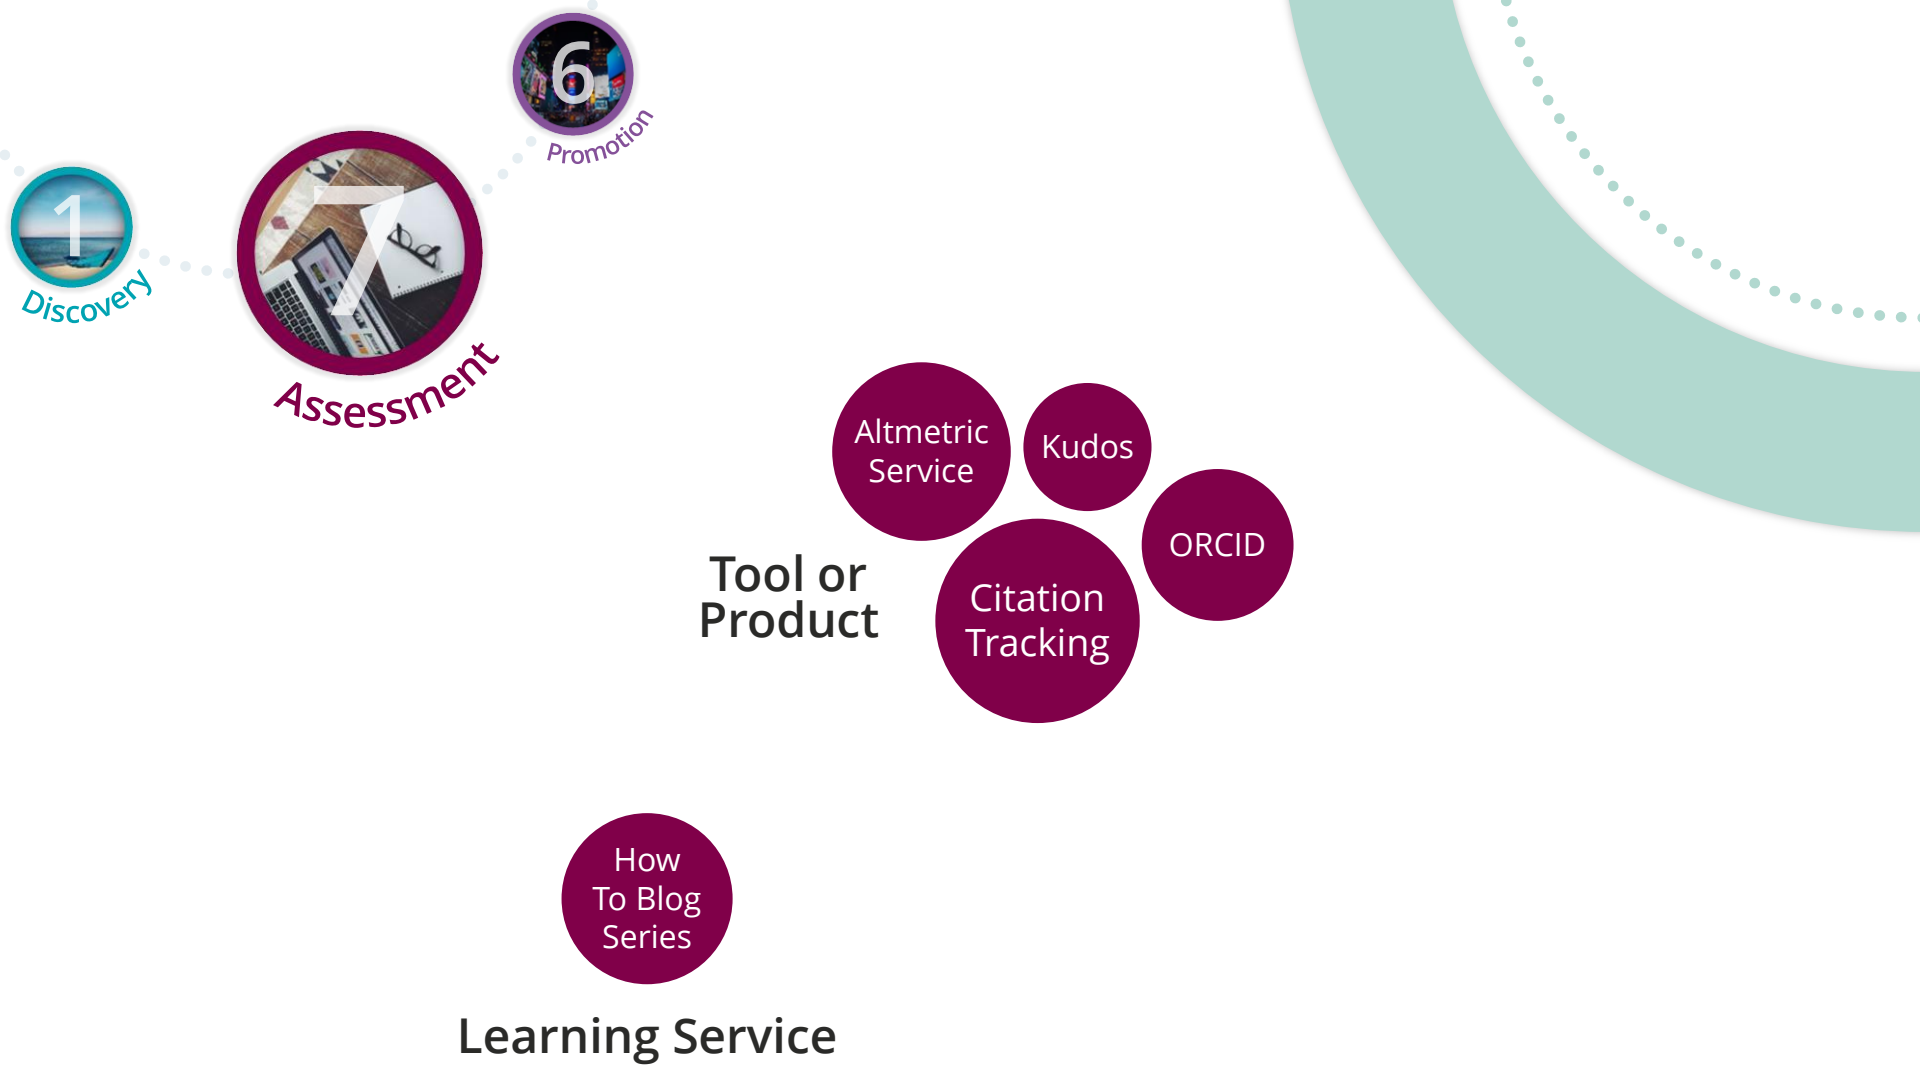 6
Promotion
1
Discovery
7
Assessment
Altmetric
Service
Kudos
ORCID
Tool or
Product
Citation
Tracking
How
To Blog
Series
Learning Service